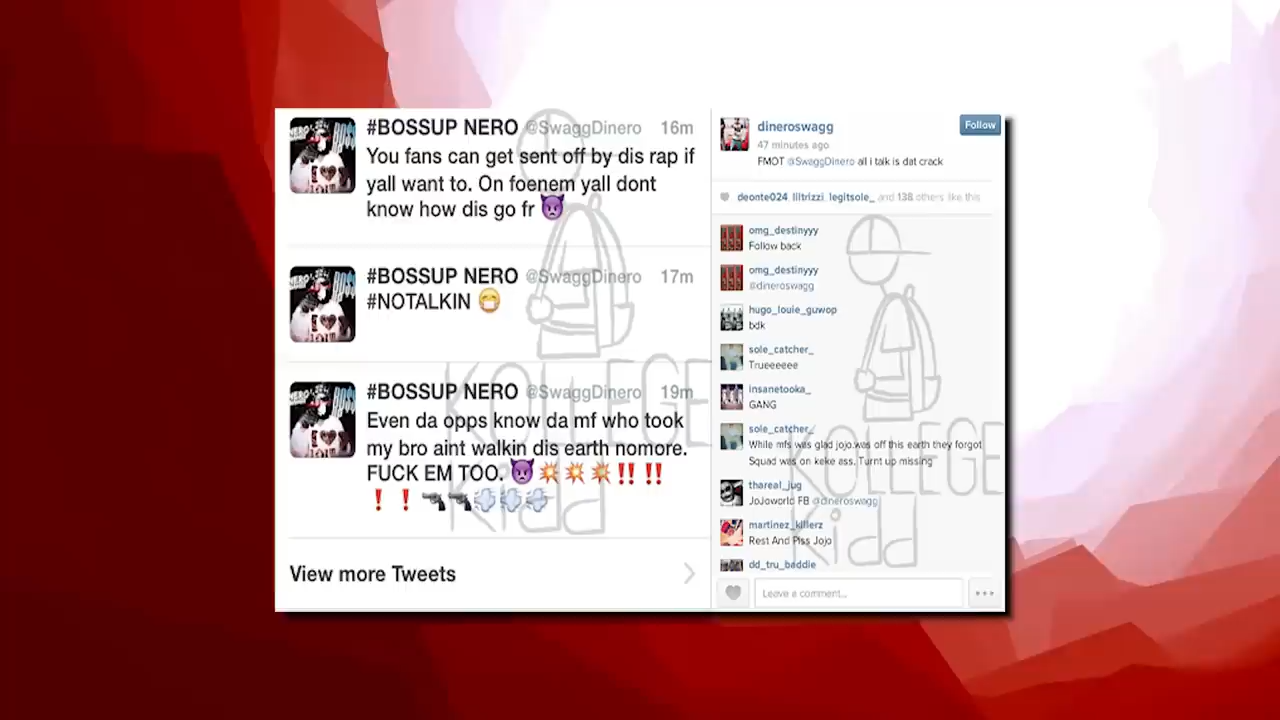 #BOSSUP NERO @SwaggDinero 16m
You fans can get sent off by dis rap if
yall want to. On foenem yall dont
know how dis go fr 👿
#BOSSUP NERO @SwaggDinero 17m
#NOTALKIN 😷
#BOSSUP NERO @SwaggDinero 19m
Even da opps know da mf who took
my bro aint walkin dis earth nomore.
FUCK EM TOO. 👿💥💥💥‼️‼️
❗❗🔫🔫💨💨💨
View more Tweets
dineroswagg
Follow
47 minutes ago
FMOT @SwaggDinero all i talk is dat crack
deonte024, liltrizzi, legitsole_ and 138 others like this
omg_destinyyy
Follow back
omg_destinyyy
@dineroswagg
hugo_louie_guwop
bdk
sole_catcher_
Trueeeeee
insanetooka_
GANG
sole_catcher_
While mfs was glad jojo.was off this earth they forgot
Squad was on keke ass. Turnt up missing
thareal_jug
JoJoworld FB @dineroswagg
martinez_killerz
Rest And Piss Jojo
dd_tru_baddie
Leave a comment...
KOLLEGE
Kidd
KOLLEGE
Kidd